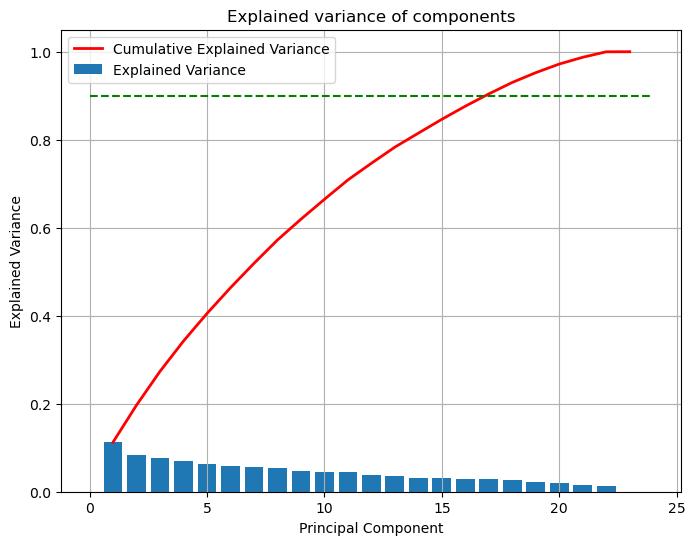 Explained variance of components
Cumulative Explained Variance
Explained Variance
Explained Variance
1.0
0.8
0.6
0.4
0.2
0.0
0 5 10 15 20 25
Principal Component